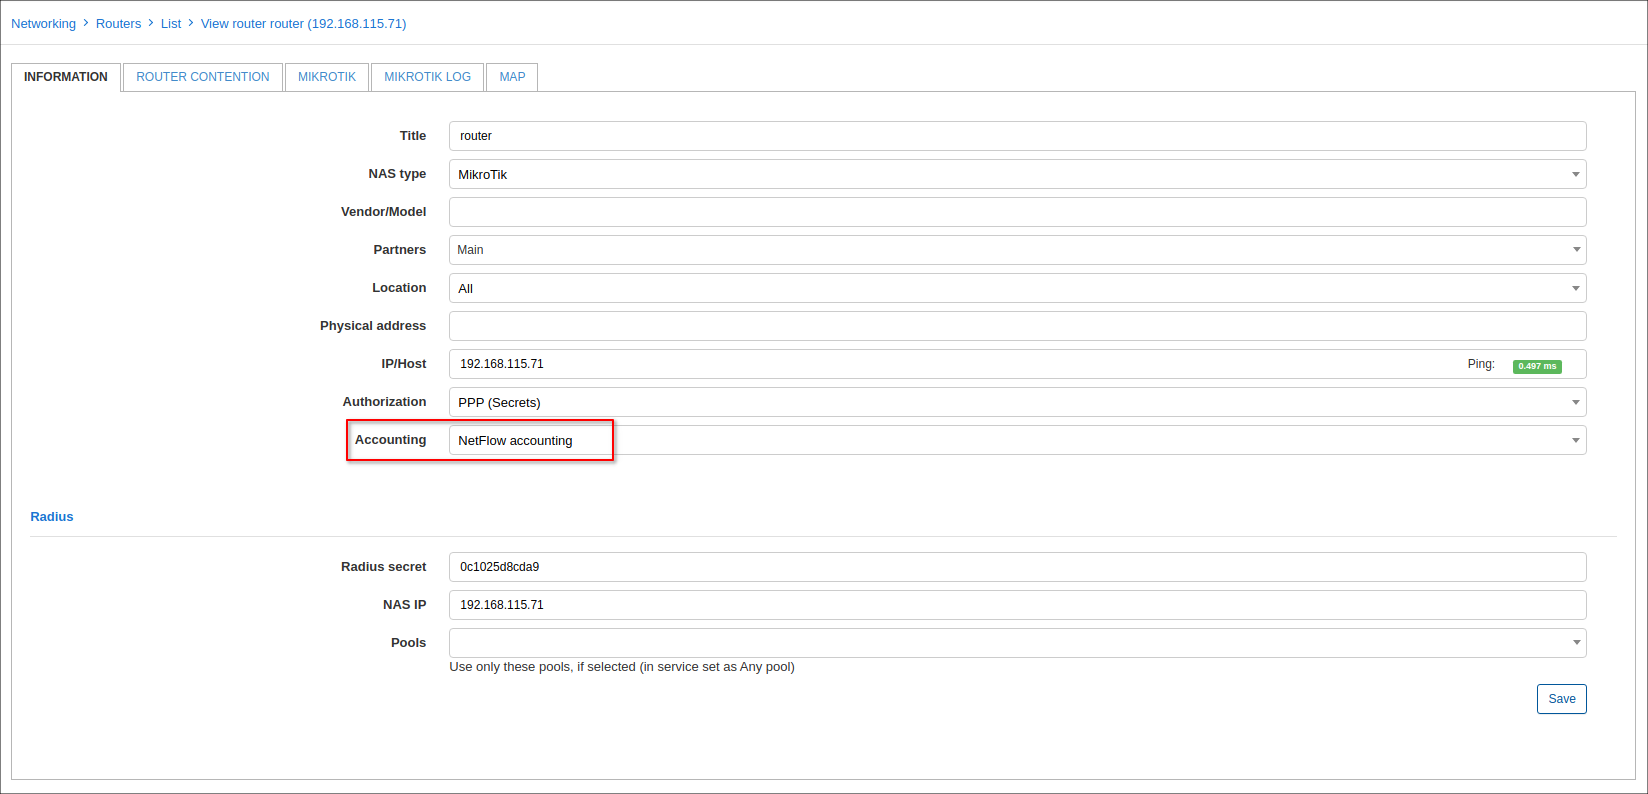 Networking > Routers > List > View router router (192.168.115.71)
INFORMATION ROUTER CONTENTION MIKROTIK MIKROTIK LOG MAP
Title router
NAS type MikroTik
Vendor/Model
Partners Main
Location All
Physical address
IP/Host 192.168.115.71 Ping: 0.497 ms
Authorization PPP (Secrets)
Accounting NetFlow accounting
Radius
Radius secret 0c1025d8cda9
NAS IP 192.168.115.71
Pools
Use only these pools, if selected (in service set as Any pool)
Save